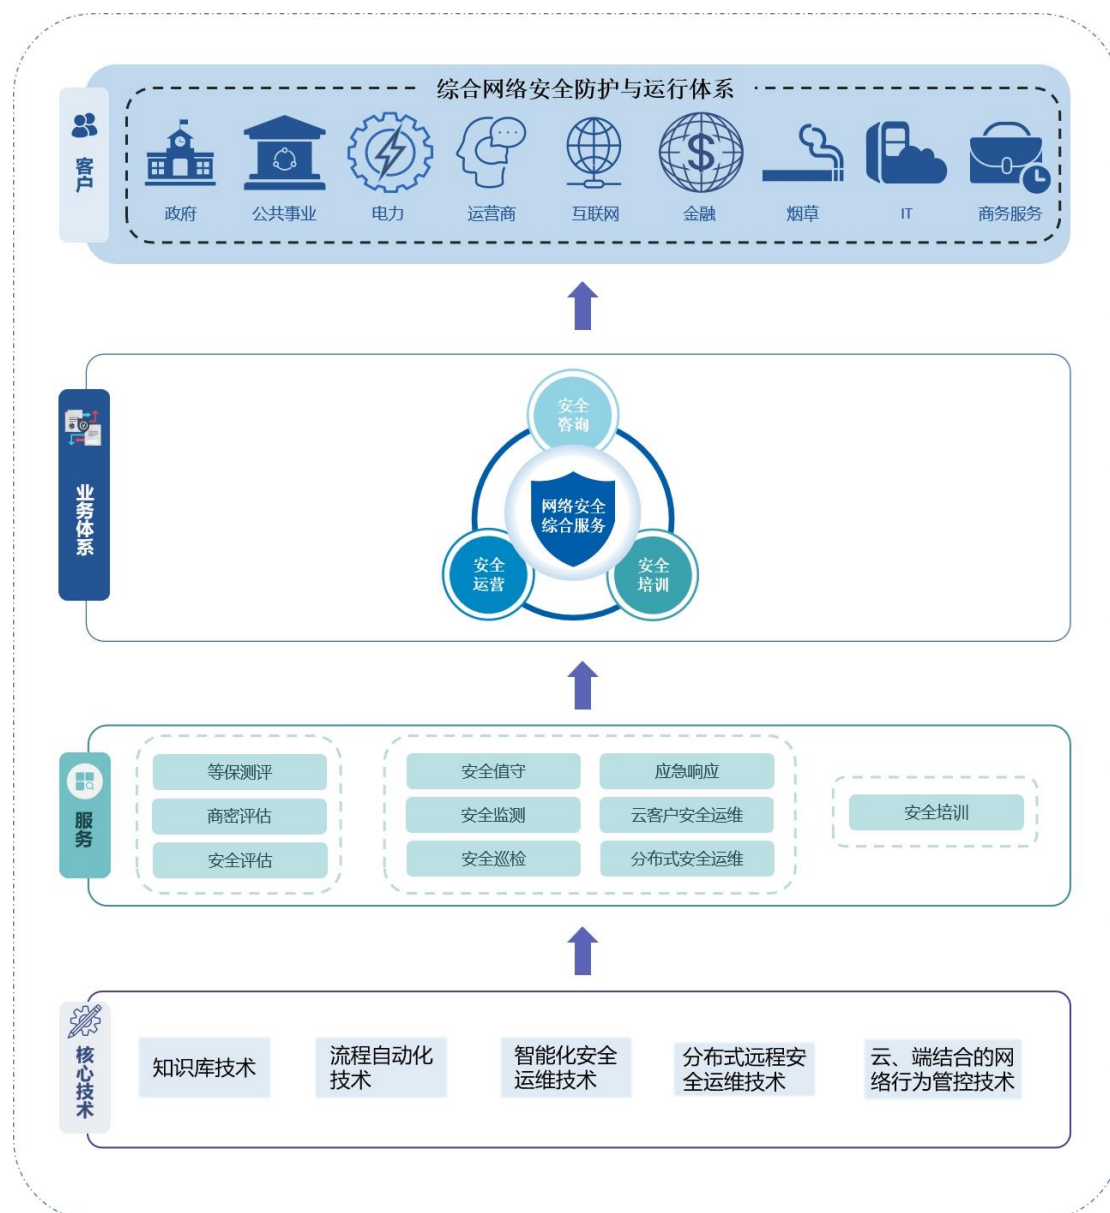 综合网络安全防护与运行体系
客户
政府
公共事业
电力
运营商
互联网
金融
烟草
IT
商务服务
业务体系
安全
咨询
网络安全
综合服务
安全
运营
安全
培训
服务
等保测评
商密评估
安全评估
安全值守
应急响应
安全监测
云客户安全运维
安全巡检
分布式安全运维
安全培训
核心技术
知识库技术
流程自动化
技术
智能化安全
运维技术
分布式远程安
全运维技术
云、端结合的网
络行为管控技术